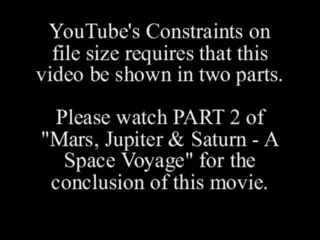 YouTube's Constraints on
file size requires that this
video be shown in two parts.
Please watch PART 2 of
"Mars, Jupiter & Saturn - A
Space Voyage" for the
conclusion of this movie.